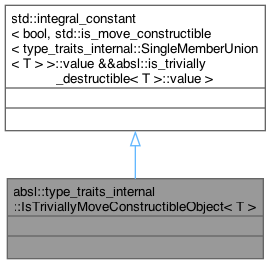 std::integral_constant
< bool, std::is_move_constructible
< type_traits_internal::SingleMemberUnion
< T > >::value &&absl::is_trivially
_destructible< T >::value >
absl::type_traits_internal
::IsTriviallyMoveConstructibleObject< T >